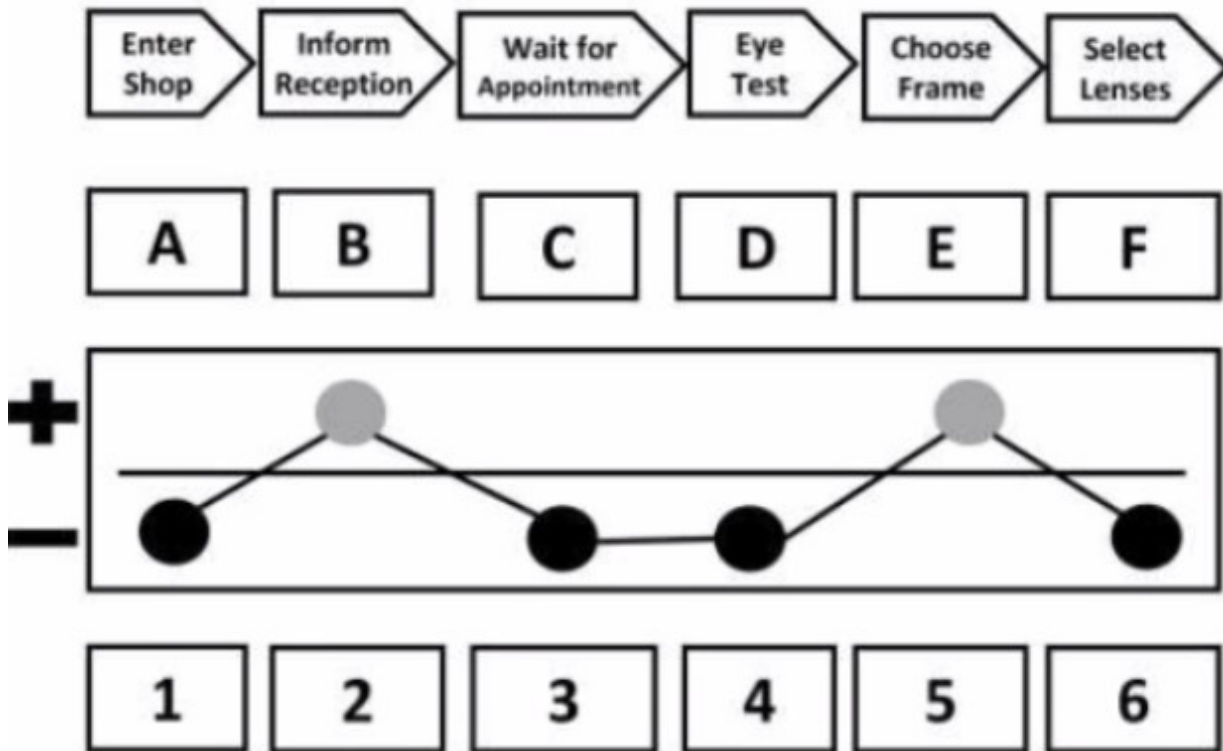 Enter
Shop
Inform
Reception
Wait for
Appointment
Eye
Test
Choose
Frame
Select
Lenses
A B C D E F
+
−
1 2 3 4 5 6